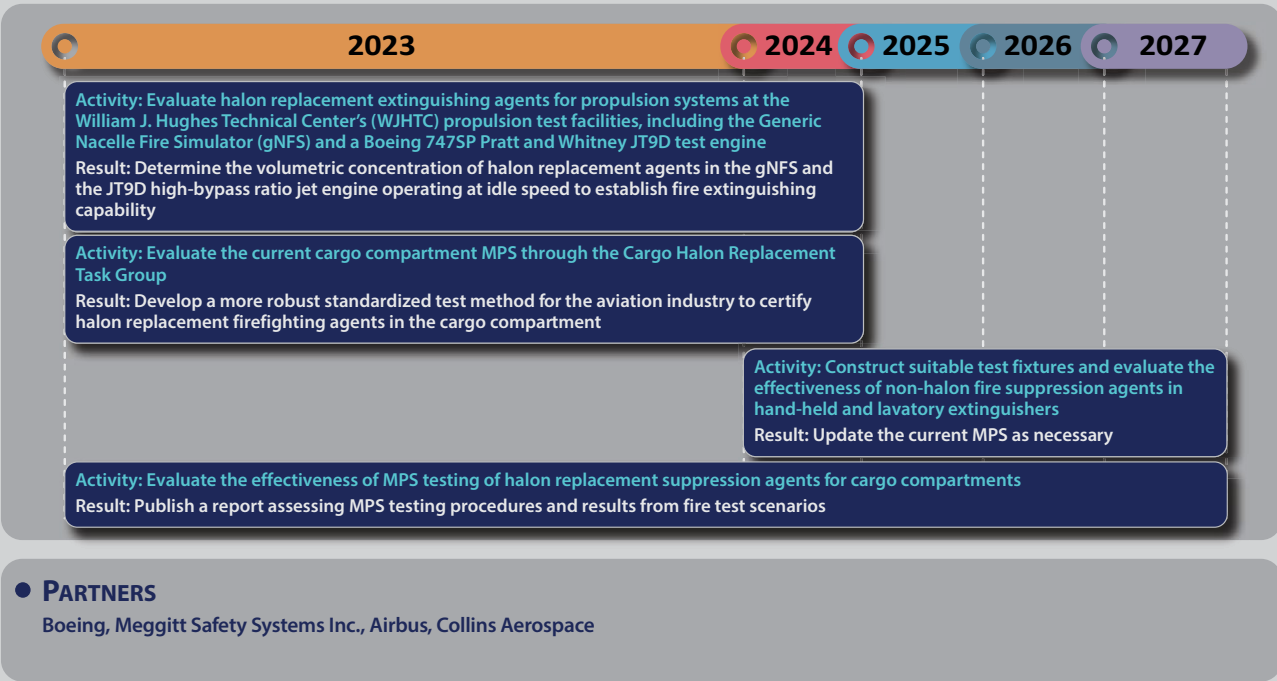 2023 2024 2025 2026 2027
Activity: Evaluate halon replacement extinguishing agents for propulsion systems at the
William J. Hughes Technical Center's (WJHTC) propulsion test facilities, including the Generic
Nacelle Fire Simulator (gNFS) and a Boeing 747SP Pratt and Whitney JT9D test engine
Result: Determine the volumetric concentration of halon replacement agents in the gNFS and
the JT9D high-bypass ratio jet engine operating at idle speed to establish fire extinguishing
capability
Activity: Evaluate the current cargo compartment MPS through the Cargo Halon Replacement
Task Group
Result: Develop a more robust standardized test method for the aviation industry to certify
halon replacement firefighting agents in the cargo compartment
Activity: Construct suitable test fixtures and evaluate the
effectiveness of non-halon fire suppression agents in
hand-held and lavatory extinguishers
Result: Update the current MPS as necessary
Activity: Evaluate the effectiveness of MPS testing of halon replacement suppression agents for cargo compartments
Result: Publish a report assessing MPS testing procedures and results from fire test scenarios
PARTNERS
Boeing, Meggitt Safety Systems Inc., Airbus, Collins Aerospace